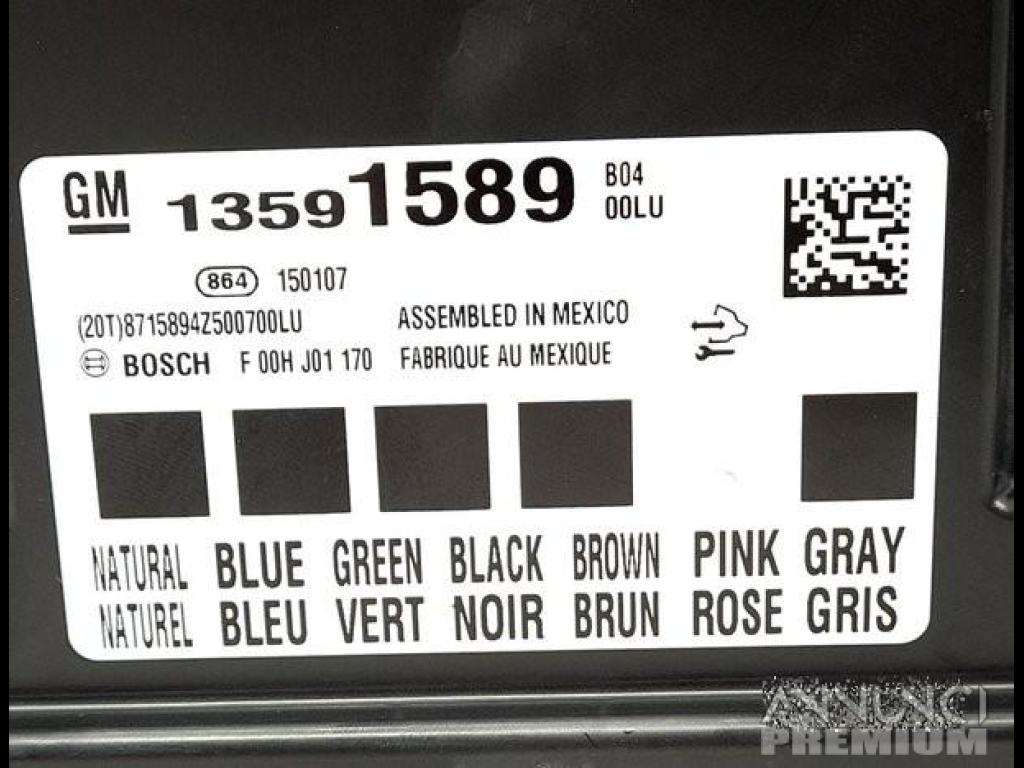 GM 13591589 B04
00LU
864 150107
(20T)8715894Z500700LU ASSEMBLED IN MEXICO
BOSCH F 00H J01 170 FABRIQUE AU MEXIQUE
NATURAL BLUE GREEN BLACK BROWN PINK GRAY
NATUREL BLEU VERT NOIR BRUN ROSE GRIS
ANNUNCI
PREMIUM